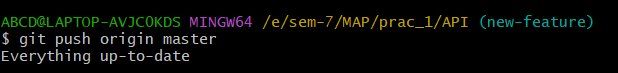 ABCD@LAPTOP-AVJC0KDS MINGW64 /e/sem-7/MAP/prac_1/API (new-feature)
$ git push origin master
Everything up-to-date